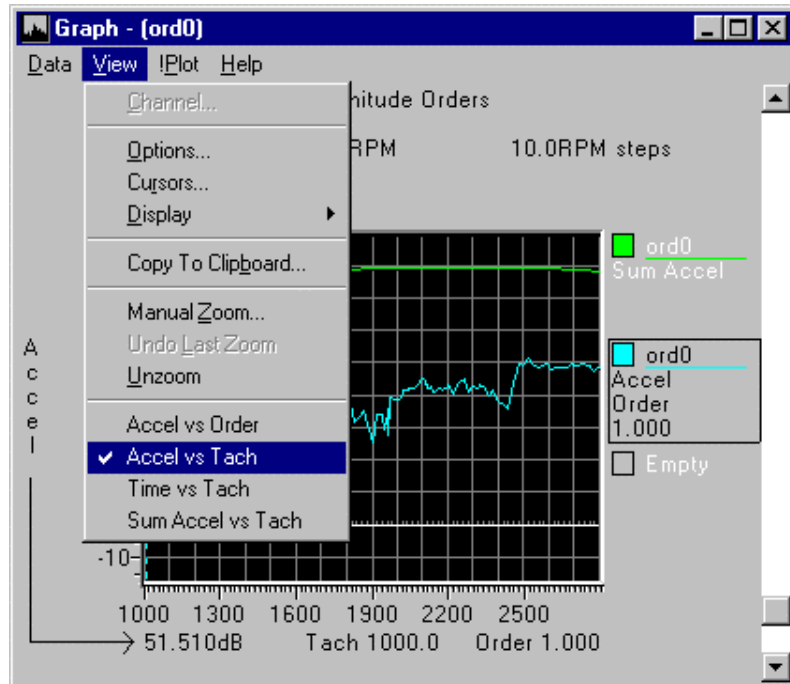 Graph - (ord0)
Data View !Plot Help
Channel...
Options...
Cursors...
Display
Copy To Clipboard...
Manual Zoom...
Undo Last Zoom
Unzoom
Accel vs Order
Accel vs Tach
Time vs Tach
Sum Accel vs Tach
Orders
10.0RPM steps
ord0
Sum Accel
ord0
Accel
Order
1.000
Empty
Accel
-10
1000 1300 1600 1900 2200 2500
51.510dB Tach 1000.0 Order 1.000